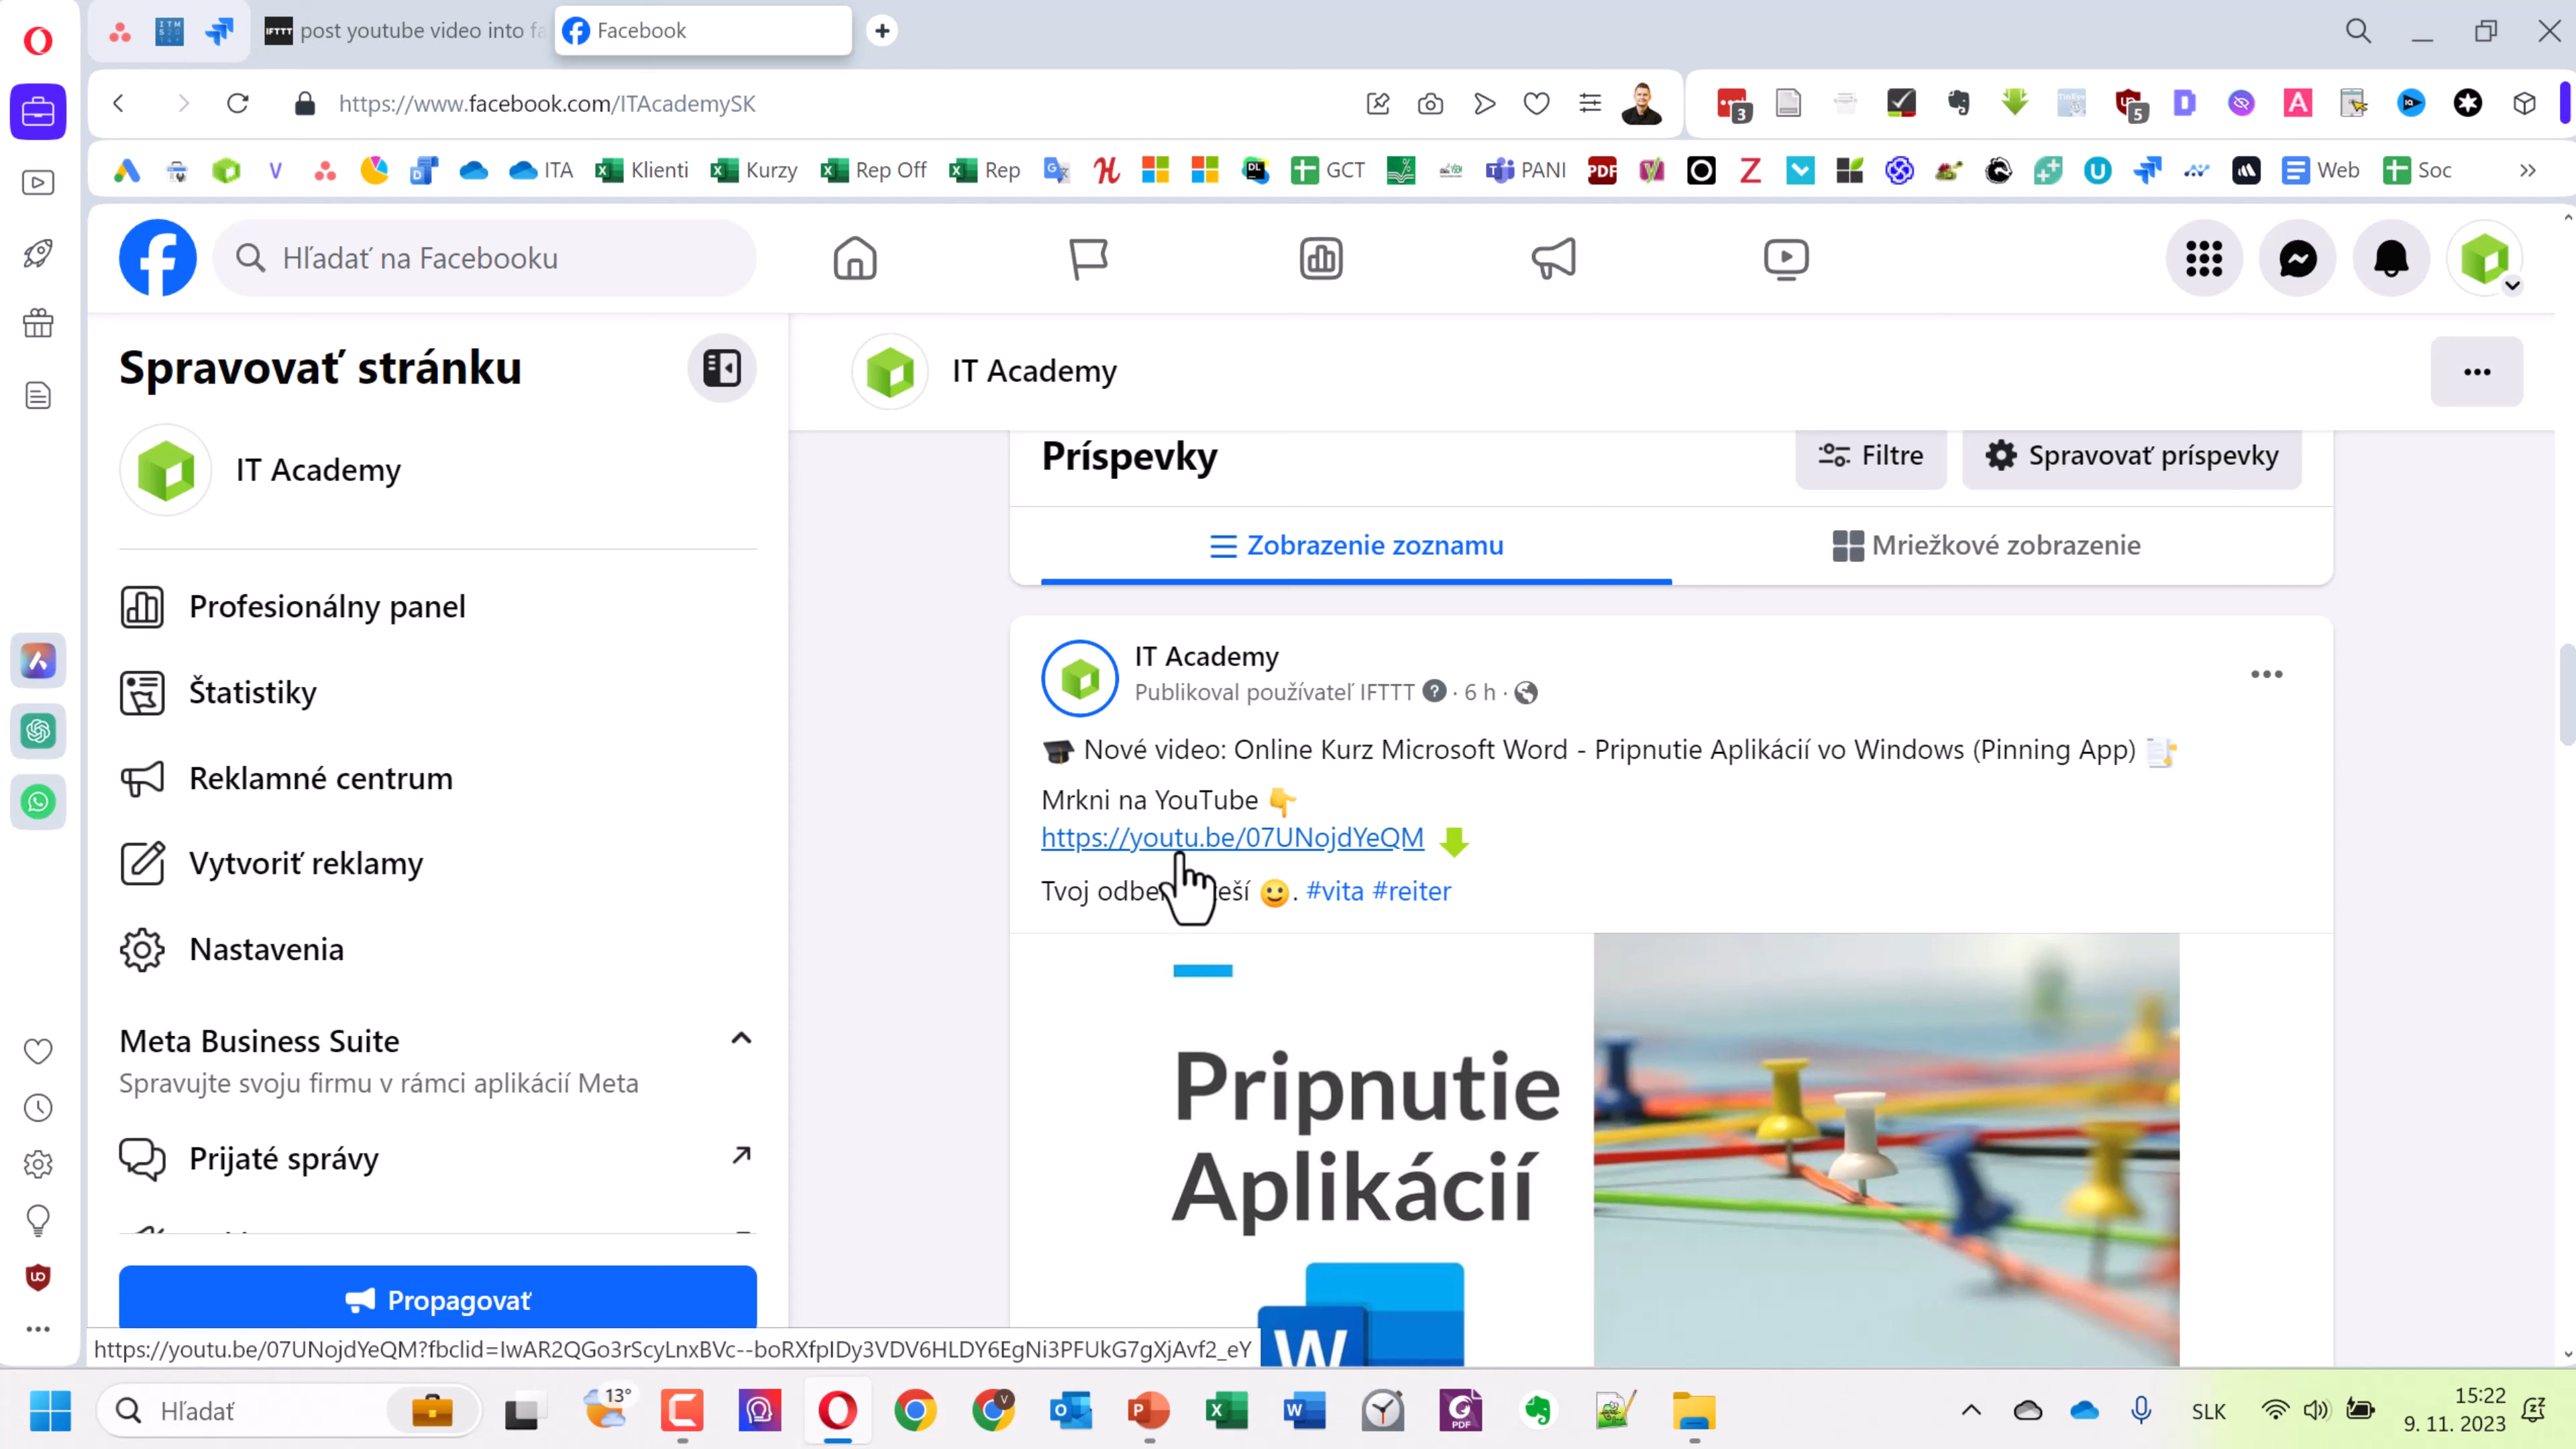 IFTTT post youtube video into fa
Facebook
https://www.facebook.com/ITAcademySK
3
5
ITA
Klienti
Kurzy
Rep Off
Rep
GCT
PANI
Web
Soc
Hľadať na Facebooku
Spravovať stránku
IT Academy
IT Academy
Profesionálny panel
Štatistiky
Reklamné centrum
Vytvoriť reklamy
Nastavenia
Meta Business Suite
Spravujte svoju firmu v rámci aplikácií Meta
Prijaté správy
Propagovať
Príspevky
Filtre
Spravovať príspevky
Zobrazenie zoznamu
Mriežkové zobrazenie
IT Academy
Publikoval používateľ IFTTT · 6 h ·
🎓 Nové video: Online Kurz Microsoft Word - Pripnutie Aplikácií vo Windows (Pinning App) 📑
Mrkni na YouTube 👇
https://youtu.be/07UNojdYeQM
Tvoj 🙂. #vita #reiter
Pripnutie
Aplikácií
W
https://youtu.be/07UNojdYeQM?fbclid=IwAR2QGo3rScyLnxBVc--boRXfpIDy3VDV6HLDY6EgNi3PFUkG7gXjAvf2_eY
Hľadať
13°
SLK
15:22
9. 11. 2023